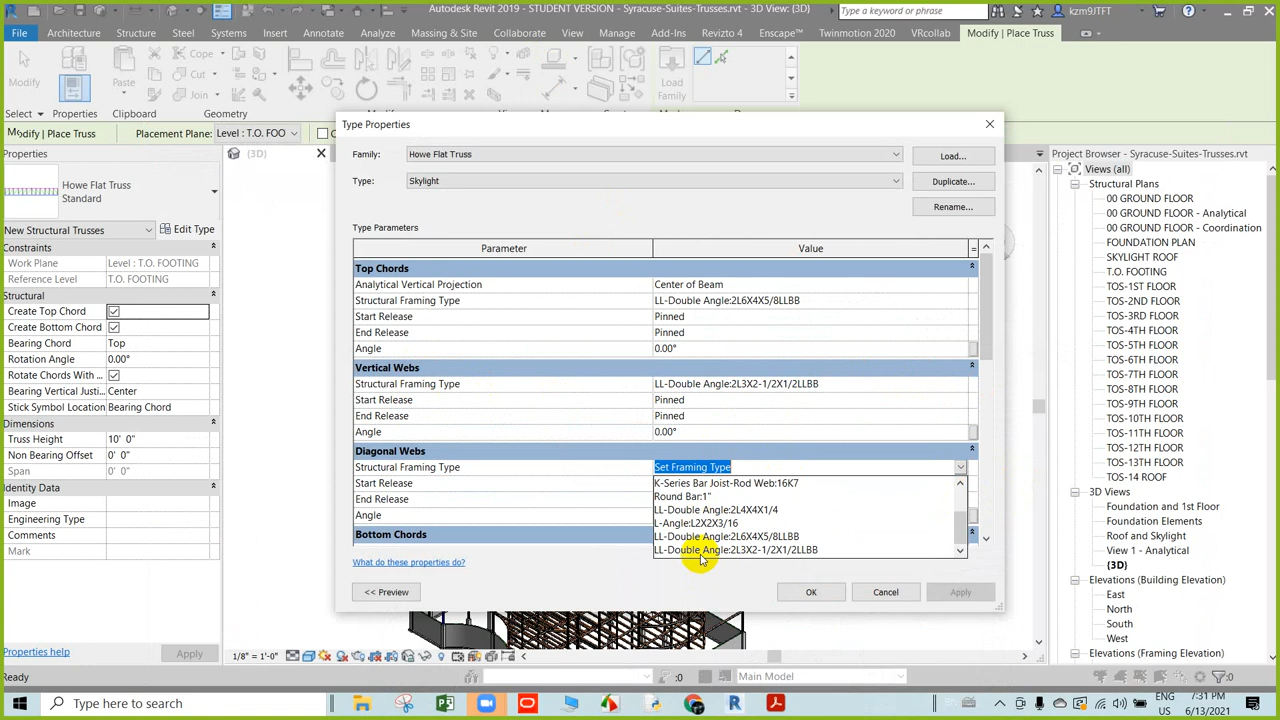 Autodesk Revit 2019 - STUDENT VERSION - Syracuse-Suites-Trusses.rvt - 3D View: {3D}
Type a keyword or phrase
kzm9JTFT
File Architecture Structure Steel Systems Insert Annotate Analyze Massing & Site Collaborate View Manage Add-Ins Revizto 4 Enscape™ Twinmotion 2020 VRcollab Modify | Place Truss
Modify
Paste
Cope
Cut
Join
Load
Family
Select Properties Clipboard Geometry
Modify | Place Truss Placement Plane: Level : T.O. FOO
Properties
Howe Flat Truss
Standard
New Structural Trusses Edit Type
Constraints
Work Plane Level : T.O. FOOTING
Reference Level T.O. FOOTING
Structural
Create Top Chord
Create Bottom Chord
Bearing Chord Top
Rotation Angle 0.00°
Rotate Chords With ...
Bearing Vertical Justi... Center
Stick Symbol Location Bearing Chord
Dimensions
Truss Height 10' 0"
Non Bearing Offset 0' 0"
Span
Identity Data
Image
Engineering Type
Comments
Mark
Properties help Apply
{3D}
Type Properties
Family: Howe Flat Truss Load...
Type: Skylight Duplicate...
Rename...
Type Parameters
Parameter Value =
Top Chords
Analytical Vertical Projection Center of Beam
Structural Framing Type LL-Double Angle:2L6X4X5/8LLBB
Start Release Pinned
End Release Pinned
Angle 0.00°
Vertical Webs
Structural Framing Type LL-Double Angle:2L3X2-1/2X1/2LLBB
Start Release Pinned
End Release Pinned
Angle 0.00°
Diagonal Webs
Structural Framing Type Set Framing Type
Start Release K-Series Bar Joist-Rod Web:16K7
Round Bar:1"
End Release
LL-Double Angle:2L4X4X1/4
Angle
L-Angle:L2X2X3/16
Bottom Chords LL-Double Angle:2L6X4X5/8LLBB
LL-Double Angle:2L3X2-1/2X1/2LLBB
What do these properties do?
<< Preview OK Cancel Apply
Project Browser - Syracuse-Suites-Trusses.rvt
Views (all)
Structural Plans
00 GROUND FLOOR
00 GROUND FLOOR - Analytical
00 GROUND FLOOR - Coordination
FOUNDATION PLAN
SKYLIGHT ROOF
T.O. FOOTING
TOS-1ST FLOOR
TOS-2ND FLOOR
TOS-3RD FLOOR
TOS-4TH FLOOR
TOS-5TH FLOOR
TOS-6TH FLOOR
TOS-7TH FLOOR
TOS-8TH FLOOR
TOS-9TH FLOOR
TOS-10TH FLOOR
TOS-11TH FLOOR
TOS-12TH FLOOR
TOS-13TH FLOOR
TOS-14 ROOF
3D Views
Foundation and First Floor
Foundation Elements
Roof and Skylight
View 1 - Analytical
{3D}
Elevations (Building Elevation)
East
North
South
West
Elevations (Framing Elevation)
1/8" = 1'-0"
Ready :0 Main Model :0
Type here to search
ENG
US
7:31 PM
6/13/2021